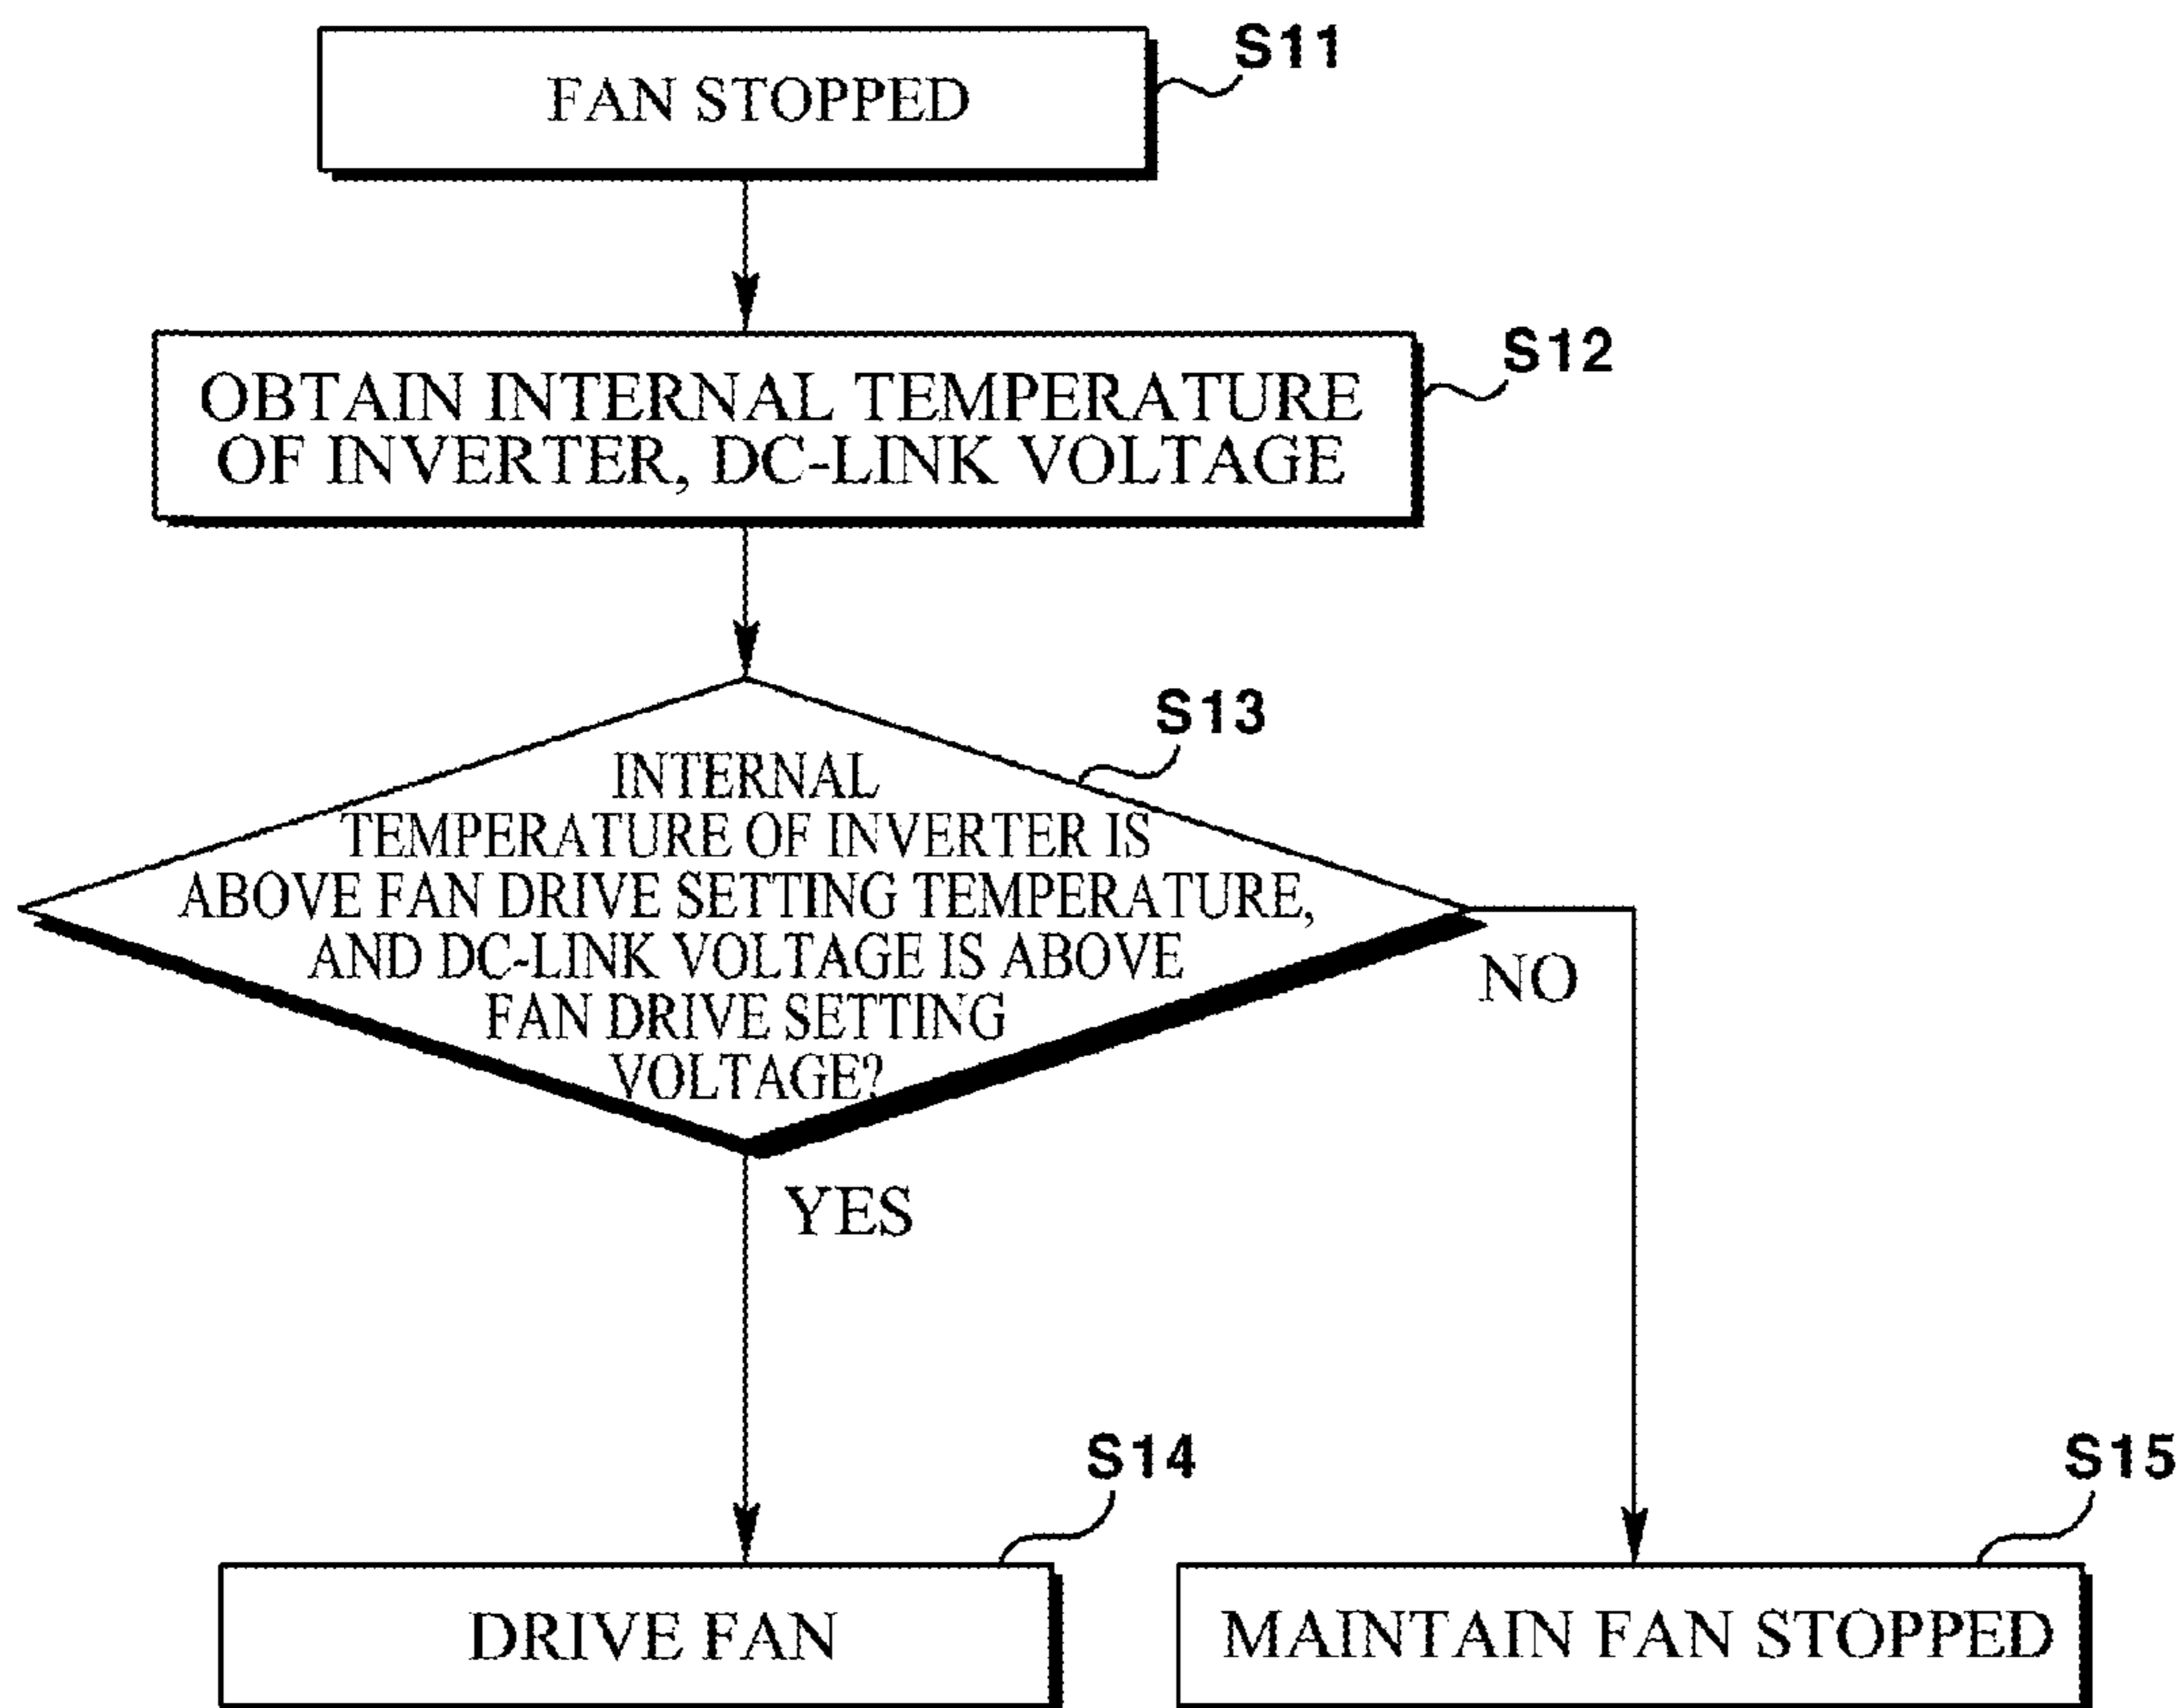 S11
FAN STOPPED
S12
OBTAIN INTERNAL TEMPERATURE
OF INVERTER, DC-LINK VOLTAGE
S13
INTERNAL
TEMPERATURE OF INVERTER IS
ABOVE FAN DRIVE SETTING TEMPERATURE,
AND DC-LINK VOLTAGE IS ABOVE
FAN DRIVE SETTING
VOLTAGE?
NO
YES
S14
S15
DRIVE FAN
MAINTAIN FAN STOPPED